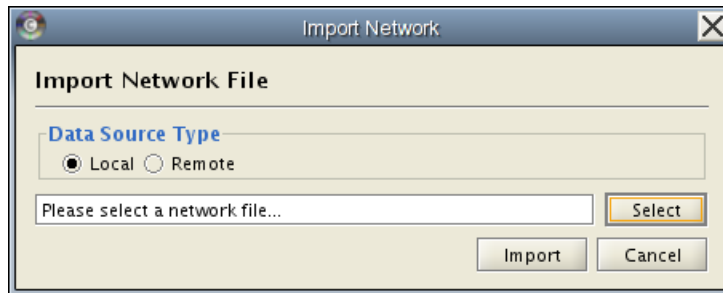 Import Network
Import Network File
Data Source Type
Local Remote
Please select a network file... Select
Import Cancel